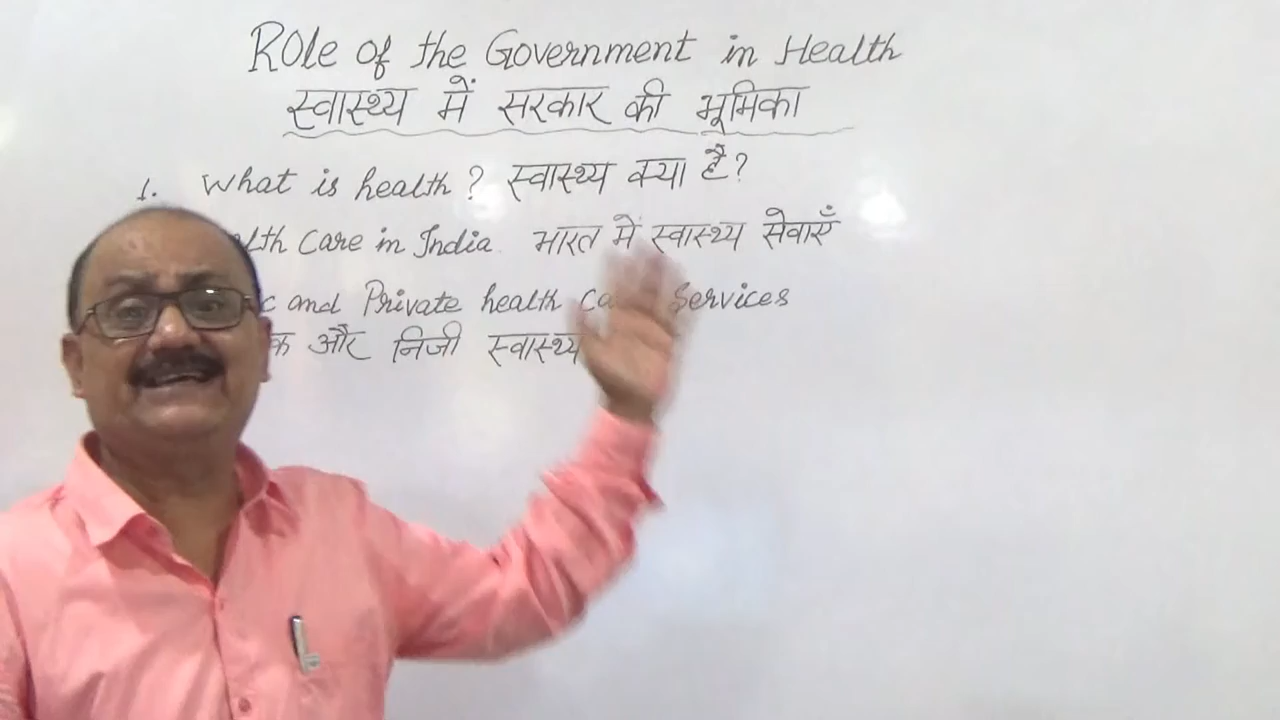 Role of the Government in Health
स्वास्थ्य में सरकार की भूमिका
1. What is health? स्वास्थ्य क्या है?
Care in India भारत में स्वास्थ्य सेवाएँ
and Private health Services
और निजी स्वास्थ्य